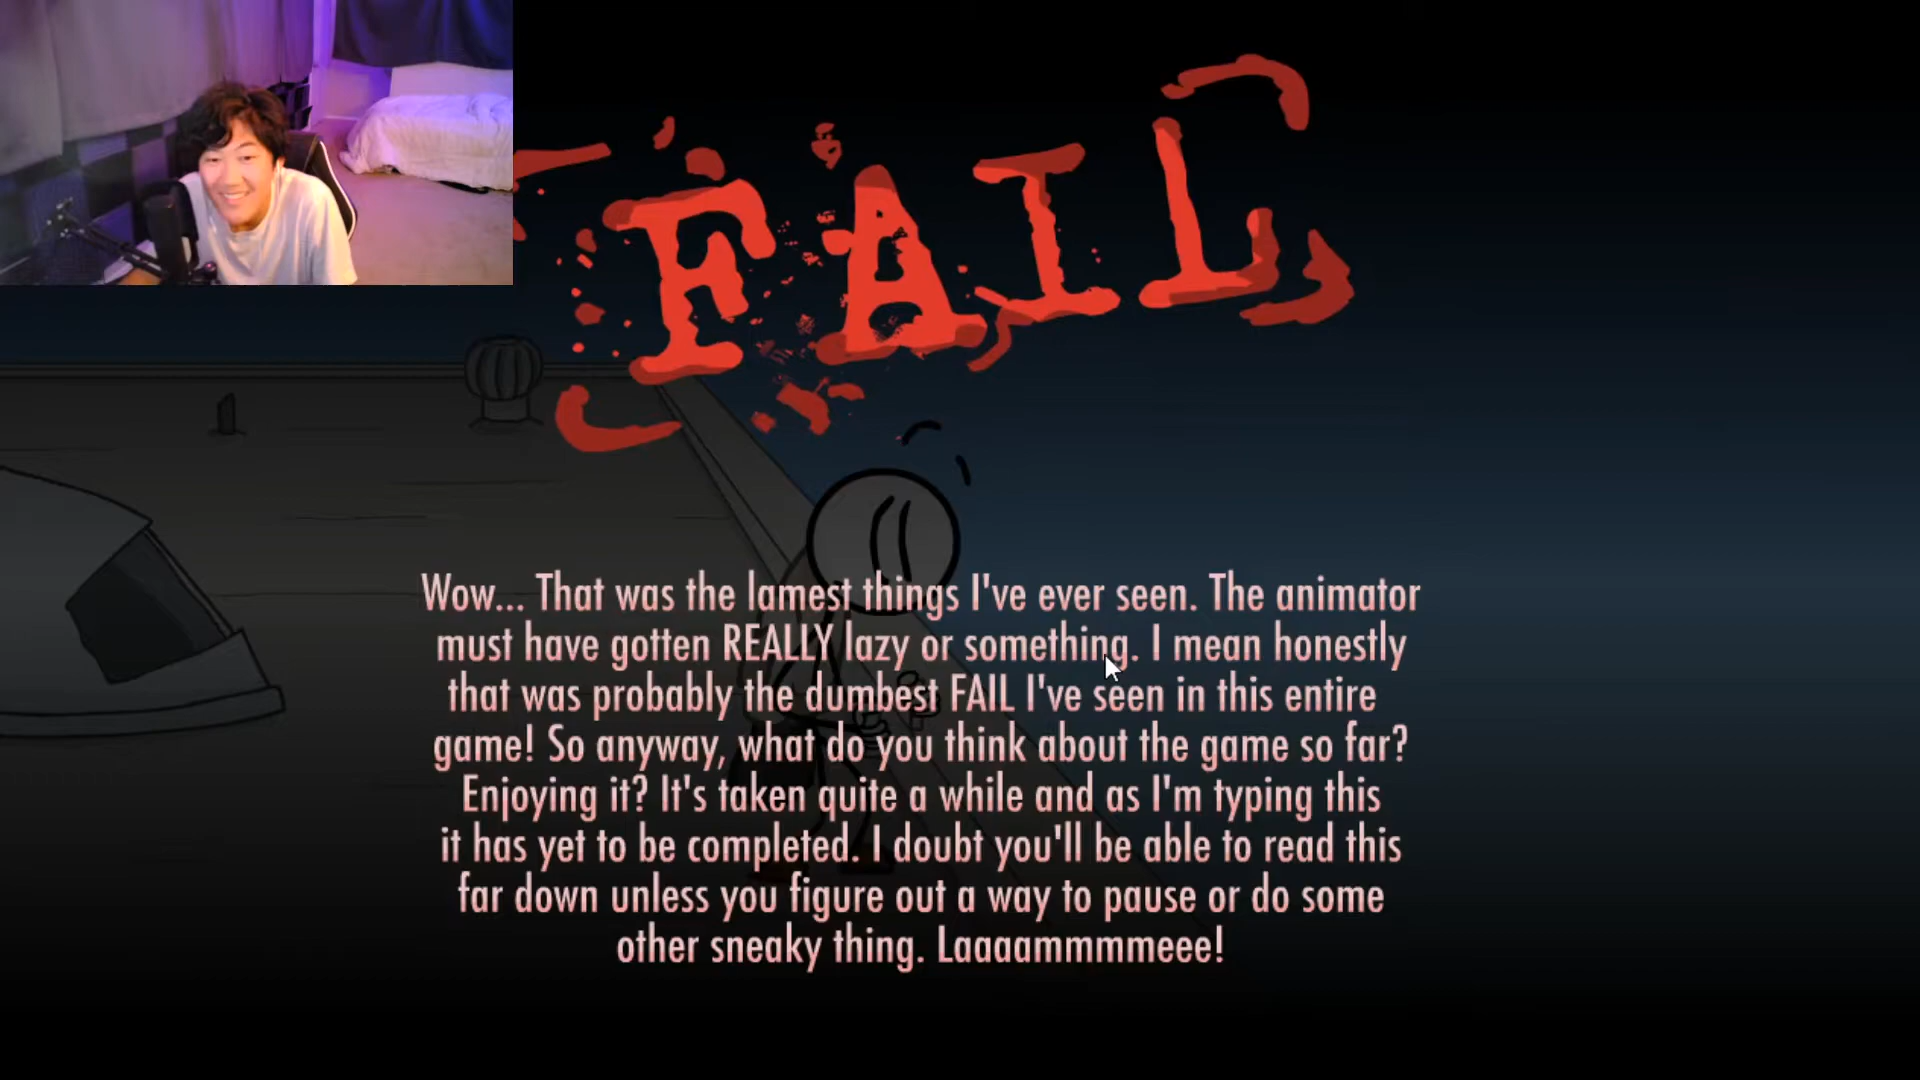 FAIL
Wow... That was the lamest things I've ever seen. The animator
must have gotten REALLY lazy or something. I mean honestly
that was probably the dumbest FAIL I've seen in this entire
game! So anyway, what do you think about the game so far?
Enjoying it? It's taken quite a while and as I'm typing this
it has yet to be completed. I doubt you'll be able to read this
far down unless you figure out a way to pause or do some
other sneaky thing. Laaaammmmeee!